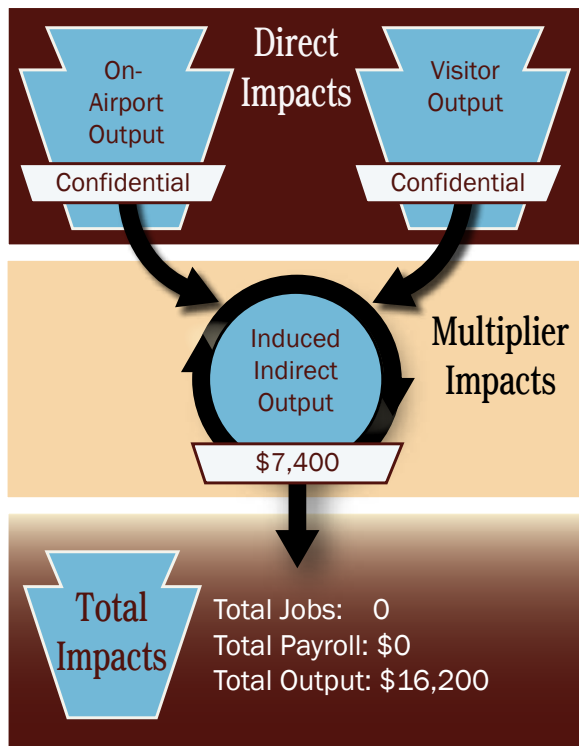 Direct
Impacts
On-
Airport
Output
Confidential
Visitor
Output
Confidential
Induced
Indirect
Output
$7,400
Multiplier
Impacts
Total
Impacts
Total Jobs: 0
Total Payroll: $0
Total Output: $16,200